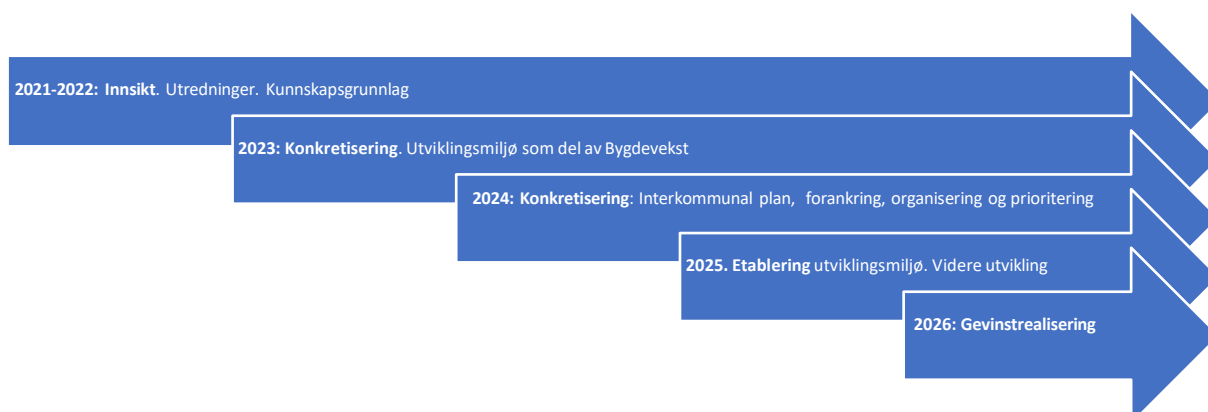 2021-2022: Innsikt. Utredninger. Kunnskapsgrunnlag
2023: Konkretisering. Utviklingsmiljø som del av Bygdevekst
2024: Konkretisering: Interkommunal plan, forankring, organisering og prioritering
2025. Etablering utviklingsmiljø. Videre utvikling
2026: Gevinstrealisering